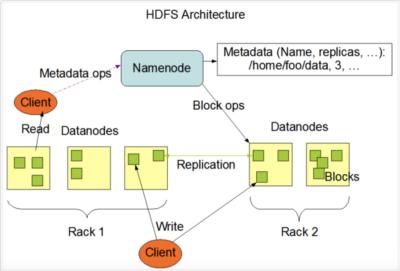 HDFS Architecture
Metadata (Name, replicas, ...):
/home/foo/data, 3, ...
Namenode
Metadata ops
Client
Block ops
Read
Datanodes
Datanodes
Replication
Blocks
Rack 1
Write
Rack 2
Client